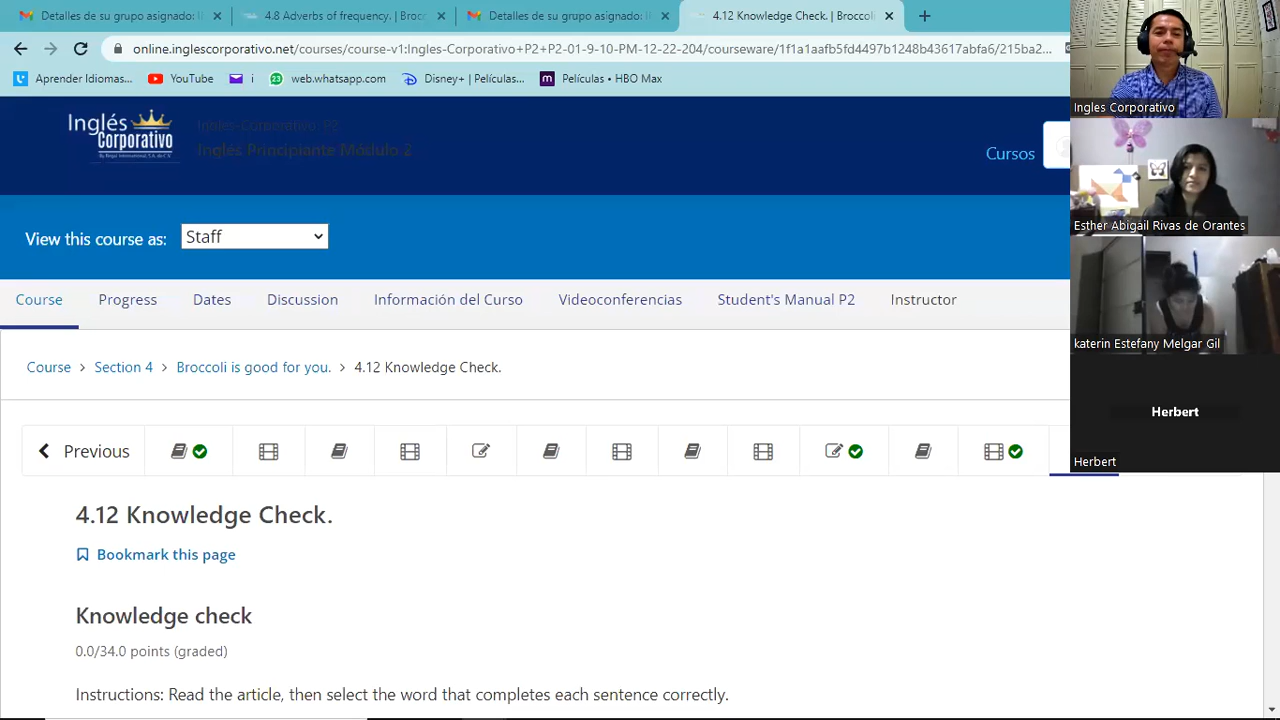 Detalles de su grupo asignado: I
4.8 Adverbs of frequency. | Brocc
Detalles de su grupo asignado: I
4.12 Knowledge Check. | Brocco
online.inglescorporativo.net/courses/course-v1:Ingles-Corporativo+P2+P2-01-9-10-PM-12-22-204/courseware/1f1a1aafb5fd44b1
Aprender Idiomas...
YouTube
i
web.whatsapp.com
Disney+ | Películas...
Películas • HBO Max
Inglés Corporativo
Ingles-Corporativo: P2
Inglés Principiante Módulo 2
Cursos
View this course as:
Staff
Course
Progress
Dates
Discussion
Información del Curso
Videoconferencias
Student's Manual P2
Instructor
Course > Section 4 > Broccoli is good for you. > 4.12 Knowledge Check.
Previous
4.12 Knowledge Check.
Bookmark this page
Knowledge check
0.0/34.0 points (graded)
Instructions: Read the article, then select the word that completes each sentence correctly.
Ingles Corporativo
Esther Abigail Rivas de Orantes
katerin Estefany Melgar Gil
Herbert
Herbert